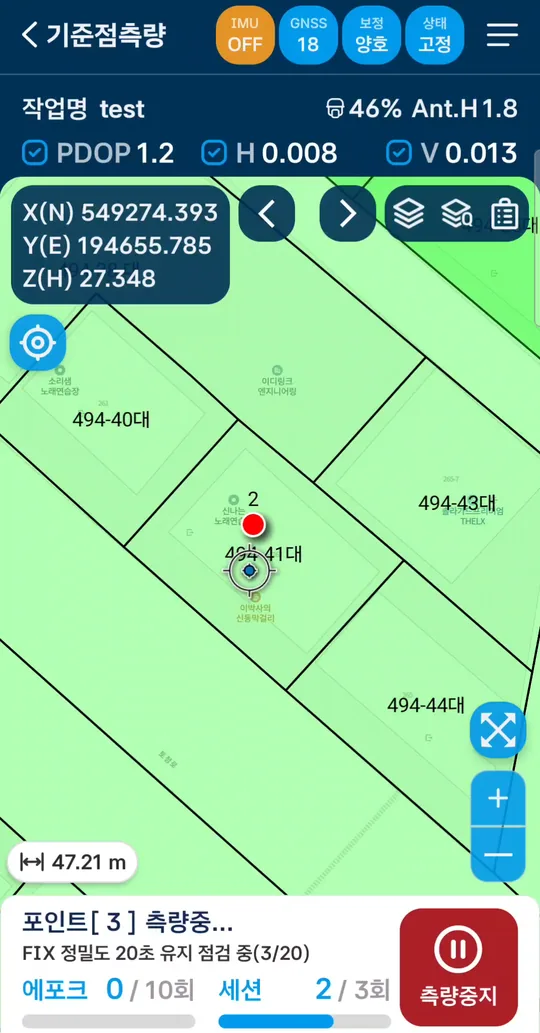 기준점측량
IMU
OFF
GNSS
18
보정
양호
상태
고정
작업명 test
46% Ant.H 1.8
PDOP 1.2
H 0.008
V 0.013
X(N) 549274.393
Y(E) 194655.785
Z(H) 27.348
소리샘
노래연습장
265
494-40대
이디링크
엔지니어링
494-43대
THELX
신나는
2
494-41대
이박사의
신동막걸리
494-44대
토정로
47.21 m
포인트[ 3 ] 측량중...
FIX 정밀도 20초 유지 점검 중(3/20)
에포크 0 / 10회
세션 2 / 3회
측량중지